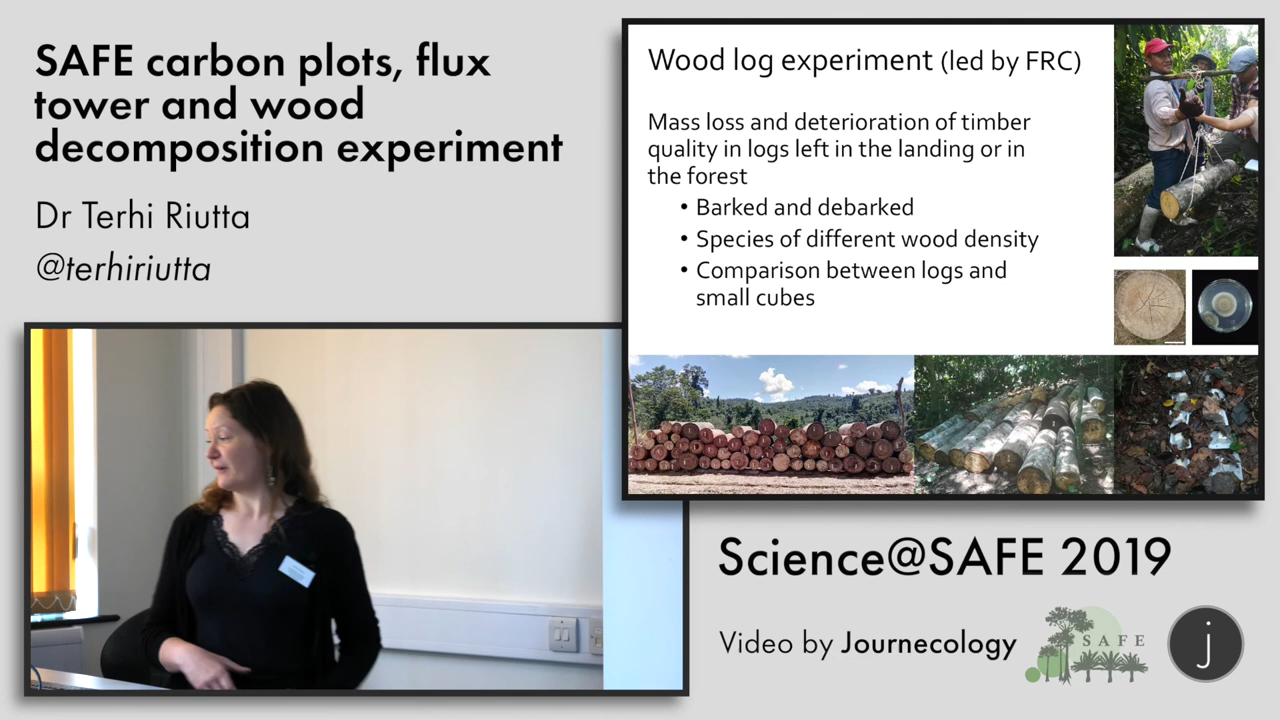 SAFE carbon plots, flux
tower and wood
decomposition experiment
Dr Terhi Riutta
@terhiriutta
Wood log experiment (led by FRC)
Mass loss and deterioration of timber
quality in logs left in the landing or in
the forest
• Barked and debarked
• Species of different wood density
• Comparison between logs and
small cubes
Science@SAFE 2019
Video by Journecology
SAFE
j